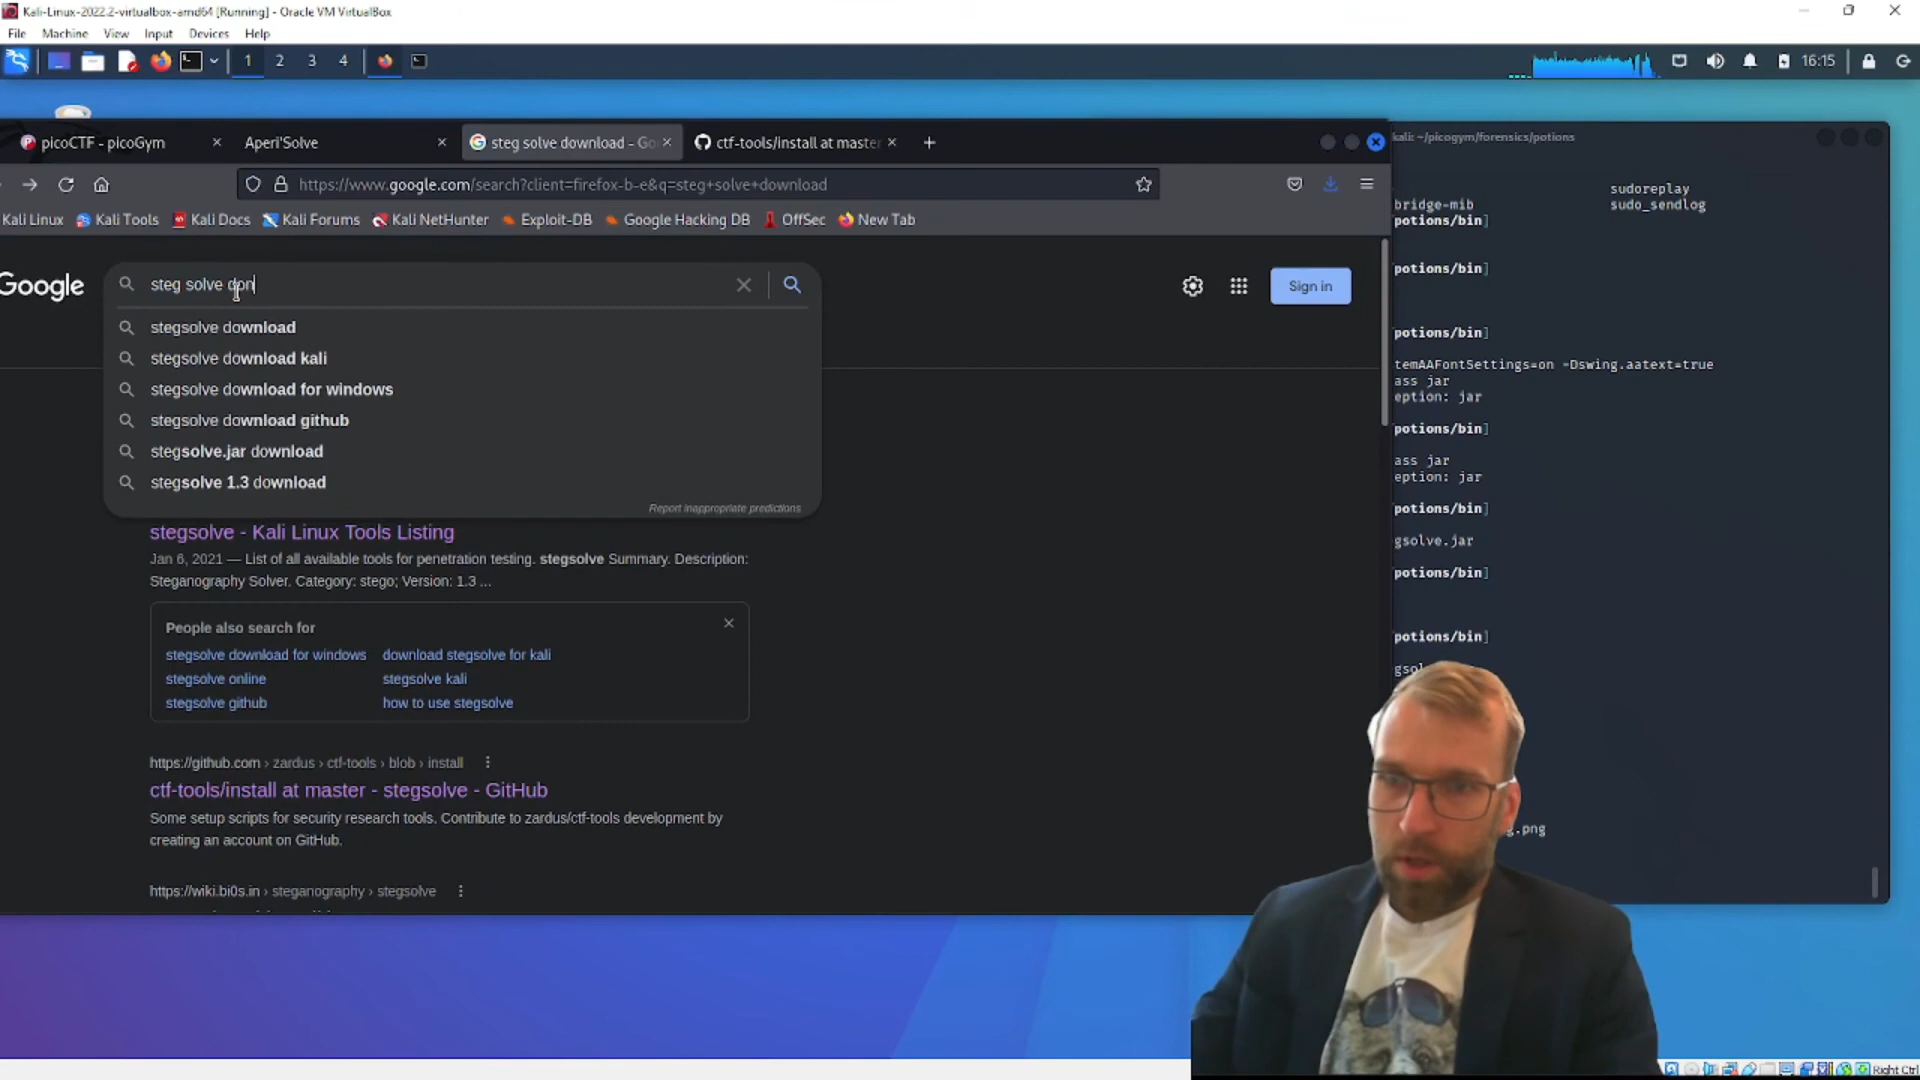 Kali-Linux-2022.2-virtualbox-amd64 [Running] - Oracle VM VirtualBox
File Machine View Input Devices Help
1 2 3 4
16:15
picoCTF - picoGym
Aperi'Solve
steg solve download - Go
ctf-tools/install at master
kali: ~/picogym/forensics/potions
https://www.google.com/search?client=firefox-b-e&q=steg+solve+download
Kali Linux Kali Tools Kali Docs Kali Forums Kali NetHunter Exploit-DB Google Hacking DB OffSec New Tab
Google
steg solve don
Sign in
stegsolve download
stegsolve download kali
stegsolve download for windows
stegsolve download github
stegsolve.jar download
stegsolve 1.3 download
Report inappropriate predictions
stegsolve - Kali Linux Tools Listing
Jan 6, 2021 — List of all available tools for penetration testing. stegsolve Summary. Description:
Steganography Solver. Category: stego; Version: 1.3 ...
People also search for
stegsolve download for windows download stegsolve for kali
stegsolve online stegsolve kali
stegsolve github how to use stegsolve
https://github.com › zardus › ctf-tools › blob › install
ctf-tools/install at master - stegsolve - GitHub
Some setup scripts for security research tools. Contribute to zardus/ctf-tools development by
creating an account on GitHub.
https://wiki.bi0s.in › steganography › stegsolve
sudoreplay
bridge-mib sudo_sendlog
potions/bin]
potions/bin]
potions/bin]
temAAFontSettings=on -Dswing.aatext=true
ass jar
eption: jar
potions/bin]
ass jar
eption: jar
potions/bin]
gsolve.jar
potions/bin]
potions/bin]
gsol
g.png
Right Ctrl